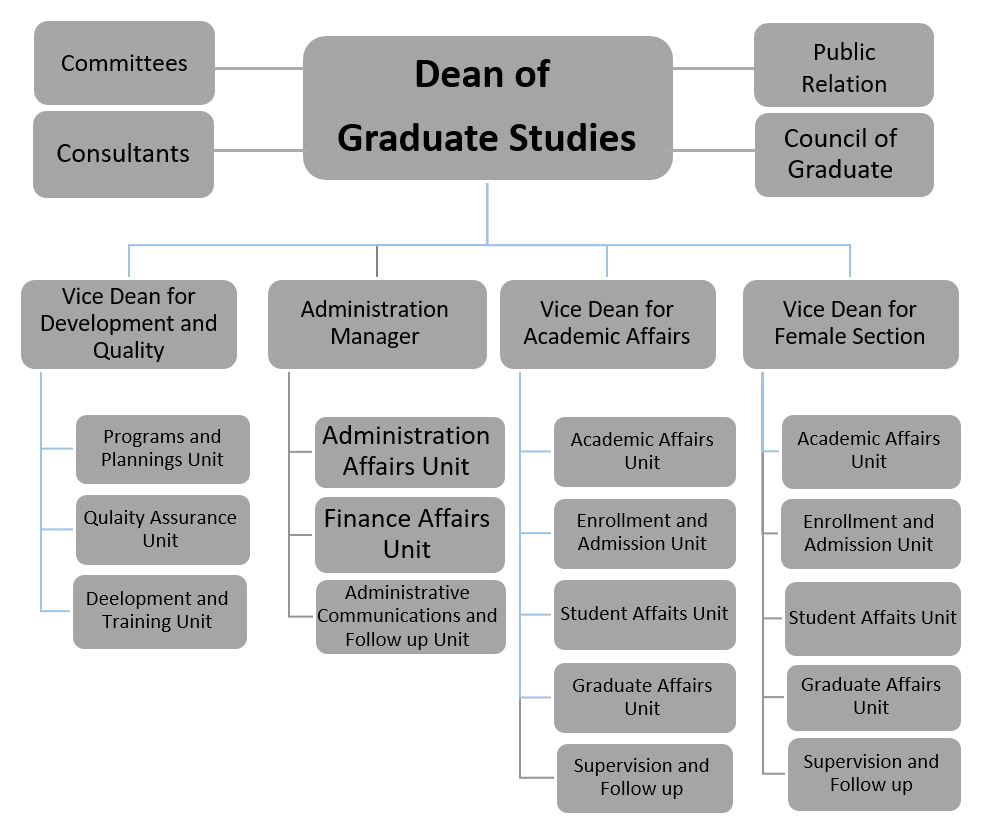 Committees
Consultants
Dean of
Graduate Studies
Public
Relation
Council of
Graduate
Vice Dean for
Development and
Quality
Programs and
Plannings Unit
Qulaity Assurance
Unit
Deelopment and
Training Unit
Administration
Manager
Administration
Affairs Unit
Finance Affairs
Unit
Administrative
Communications and
Follow up Unit
Vice Dean for
Academic Affairs
Academic Affairs
Unit
Enrollment and
Admission Unit
Student Affaits Unit
Graduate Affairs
Unit
Supervision and
Follow up
Vice Dean for
Female Section
Academic Affairs
Unit
Enrollment and
Admission Unit
Student Affaits Unit
Graduate Affairs
Unit
Supervision and
Follow up